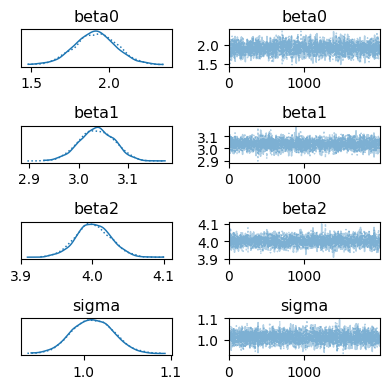 beta0 beta0
2.0
1.5
1.5 2.0 0 1000
beta1 beta1
3.1
3.0
2.9
2.9 3.0 3.1 0 1000
beta2 beta2
4.1
4.0
3.9
3.9 4.0 4.1 0 1000
sigma sigma
1.1
1.0
1.0 1.1 0 1000